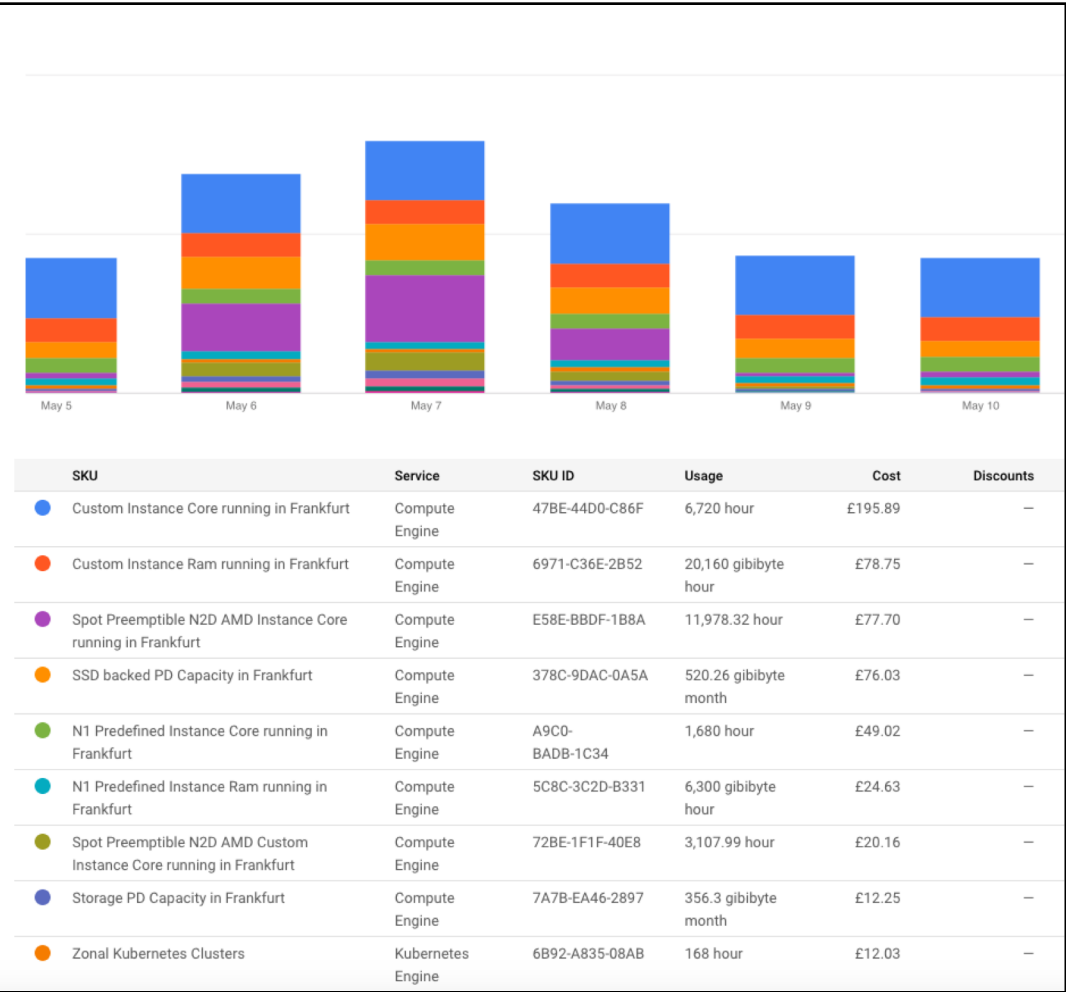 May 5 May 6 May 7 May 8 May 9 May 10
SKU Service SKU ID Usage Cost Discounts
Custom Instance Core running in Frankfurt Compute 47BE-44D0-C86F 6,720 hour £195.89 —
Engine
Custom Instance Ram running in Frankfurt Compute 6971-C36E-2B52 20,160 gibibyte £78.75 —
Engine hour
Spot Preemptible N2D AMD Instance Core Compute E58E-BBDF-1B8A 11,978.32 hour £77.70 —
running in Frankfurt Engine
SSD backed PD Capacity in Frankfurt Compute 378C-9DAC-0A5A 520.26 gibibyte £76.03 —
Engine month
N1 Predefined Instance Core running in Compute A9C0- 1,680 hour £49.02 —
Frankfurt Engine BADB-1C34
N1 Predefined Instance Ram running in Compute 5C8C-3C2D-B331 6,300 gibibyte £24.63 —
Frankfurt Engine hour
Spot Preemptible N2D AMD Custom Compute 72BE-1F1F-40E8 3,107.99 hour £20.16 —
Instance Core running in Frankfurt Engine
Storage PD Capacity in Frankfurt Compute 7A7B-EA46-2897 356.3 gibibyte £12.25 —
Engine month
Zonal Kubernetes Clusters Kubernetes 6B92-A835-08AB 168 hour £12.03 —
Engine